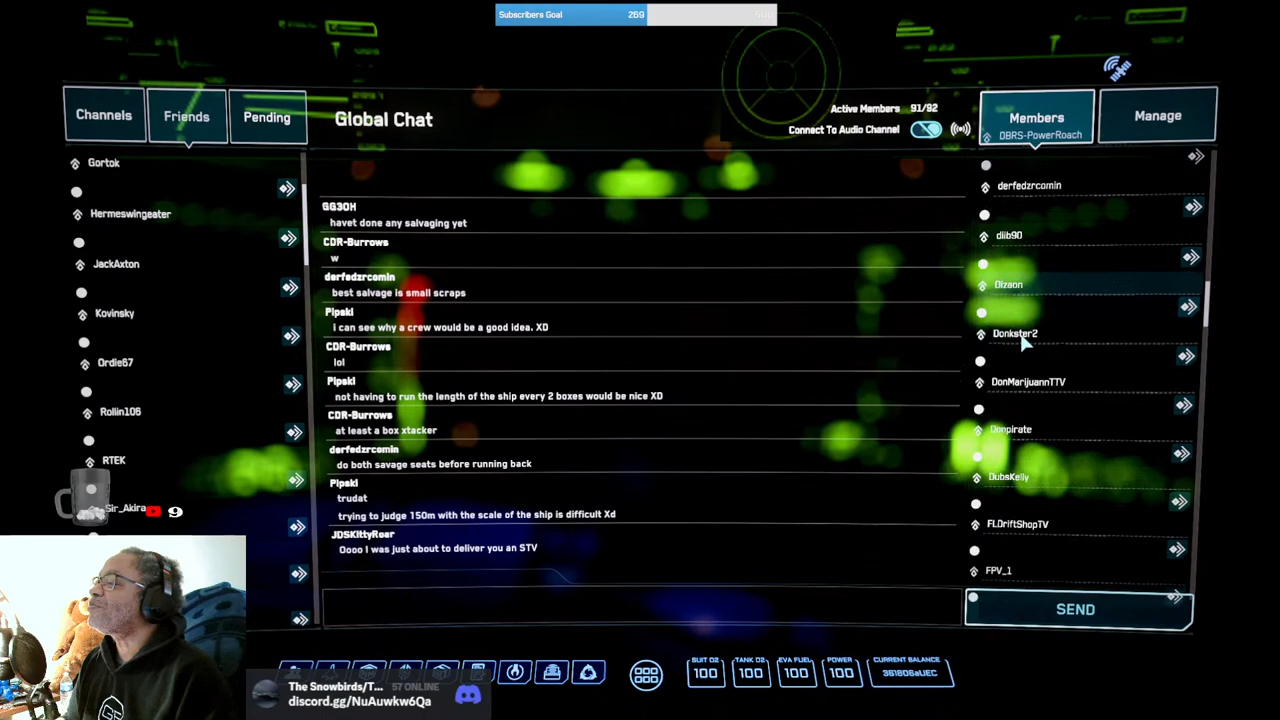 Subscribers Goal 269
Channels
Friends
Pending
Global Chat
Active Members 91/92
Connect To Audio Channel
Members
DBRS-PowerRoach
Manage
Gortok
Hermeswingeater
JackAxton
Kovinsky
Ordie67
Rollin106
RTEK
Sir_Akira
9
GG3OH
havet done any salvaging yet
CDR-Burrows
w
derfedzrcomin
best salvage is small scraps
Pipski
i can see why a crew would be a good idea. XD
CDR-Burrows
lol
Pipski
not having to run the length of the ship every 2 boxes would be nice XD
CDR-Burrows
at least a box xtacker
derfedzrcomin
do both savage seats before running back
Pipski
trudat
trying to judge 150m with the scale of the ship is difficult Xd
JDSKittyRoar
Oooo I was just about to deliver you an STV
derfedzrcomin
dlib90
Dizaon
Donkster2
DonMarijuannTTV
Donpirate
DubsKelly
FLDriftShopTV
FPV_1
SEND
SUIT O2
100
TANK O2
100
EVA FUEL
100
POWER
100
CURRENT BALANCE
361806aUEC
The Snowbirds/T... 57 ONLINE
discord.gg/NuAuwkw6Qa